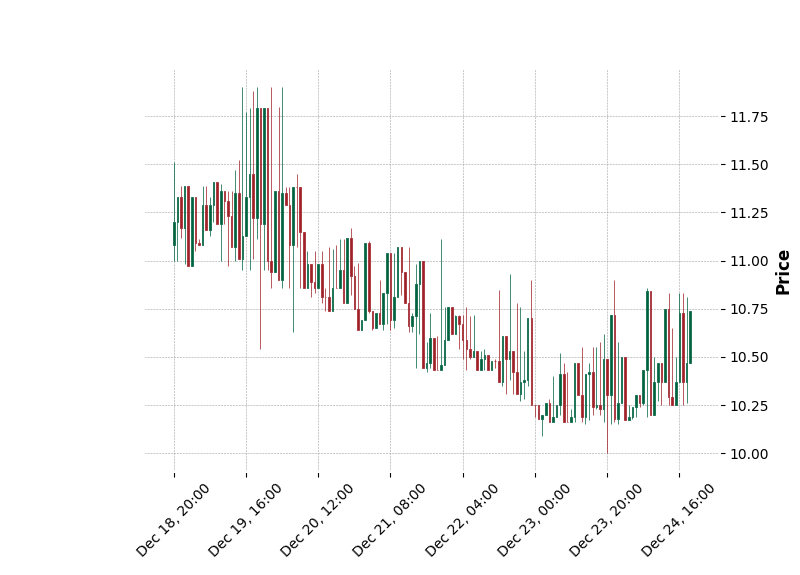 11.75
11.50
11.25
11.00
10.75
10.50
10.25
10.00
Price
Dec 18, 20:00
Dec 19, 16:00
Dec 20, 12:00
Dec 21, 08:00
Dec 22, 04:00
Dec 23, 00:00
Dec 23, 20:00
Dec 24, 16:00